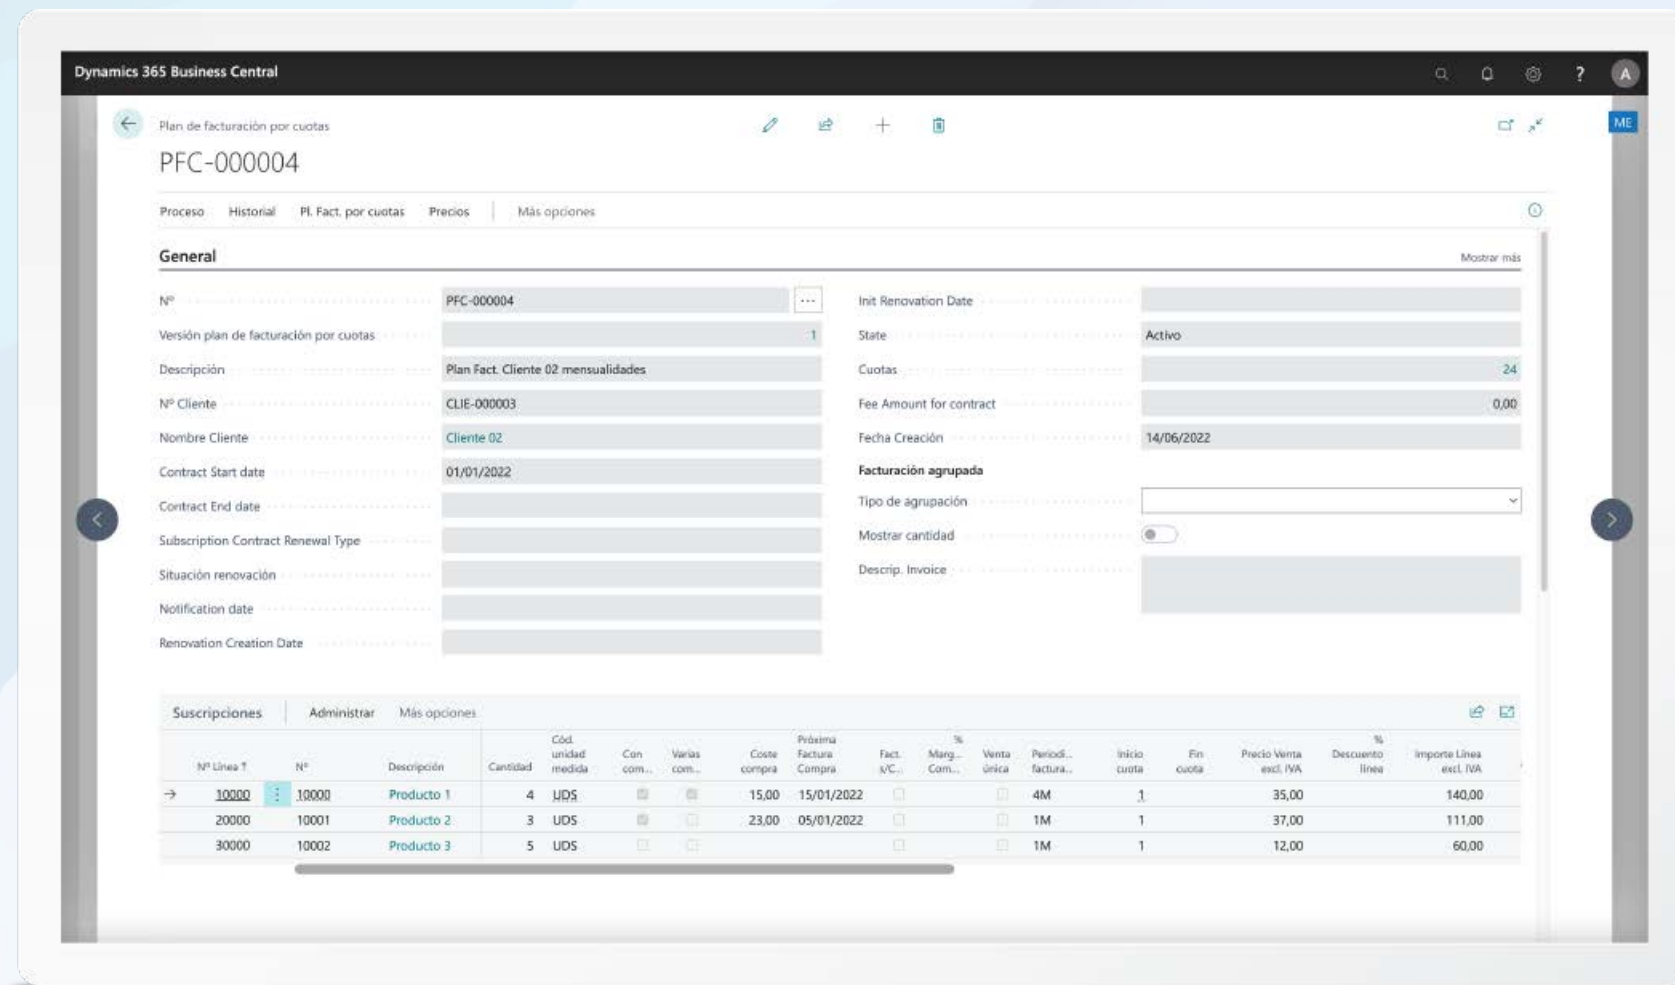 Dynamics 365 Business Central
?
A
Plan de facturación por cuotas
ME
PFC-000004
Proceso Historial Pl. Fact. por cuotas Precios Más opciones
General Mostrar más
Nº PFC-000004 ... Init Renovation Date
Versión plan de facturación por cuotas 1 State Activo
Descripción Plan Fact. Cliente 02 mensualidades Cuotas 24
Nº Cliente CLIE-000003 Fee Amount for contract 0,00
Nombre Cliente Cliente 02 Fecha Creación 14/06/2022
Contract Start date 01/01/2022 Facturación agrupada
Contract End date Tipo de agrupación
Subscription Contract Renewal Type Mostrar cantidad
Situación renovación Descrip. Invoice
Notification date
Renovation Creation Date
Suscripciones Administrar Más opciones
Cód. Próxima % %
unidad Con Varias Coste Factura Fact. Marg... Venta Periodi... Inicio Fin Precio Venta Descuento Importe Línea
Nº Línea ↑ Nº Descripción Cantidad medida com... com... compra Compra s/C... Com... única factura... cuota cuota excl. IVA línea excl. IVA
→ 10000 ⋮ 10000 Producto 1 4 UDS 15,00 15/01/2022 4M 1 35,00 140,00
20000 10001 Producto 2 3 UDS 23,00 05/01/2022 1M 1 37,00 111,00
30000 10002 Producto 3 5 UDS 1M 1 12,00 60,00